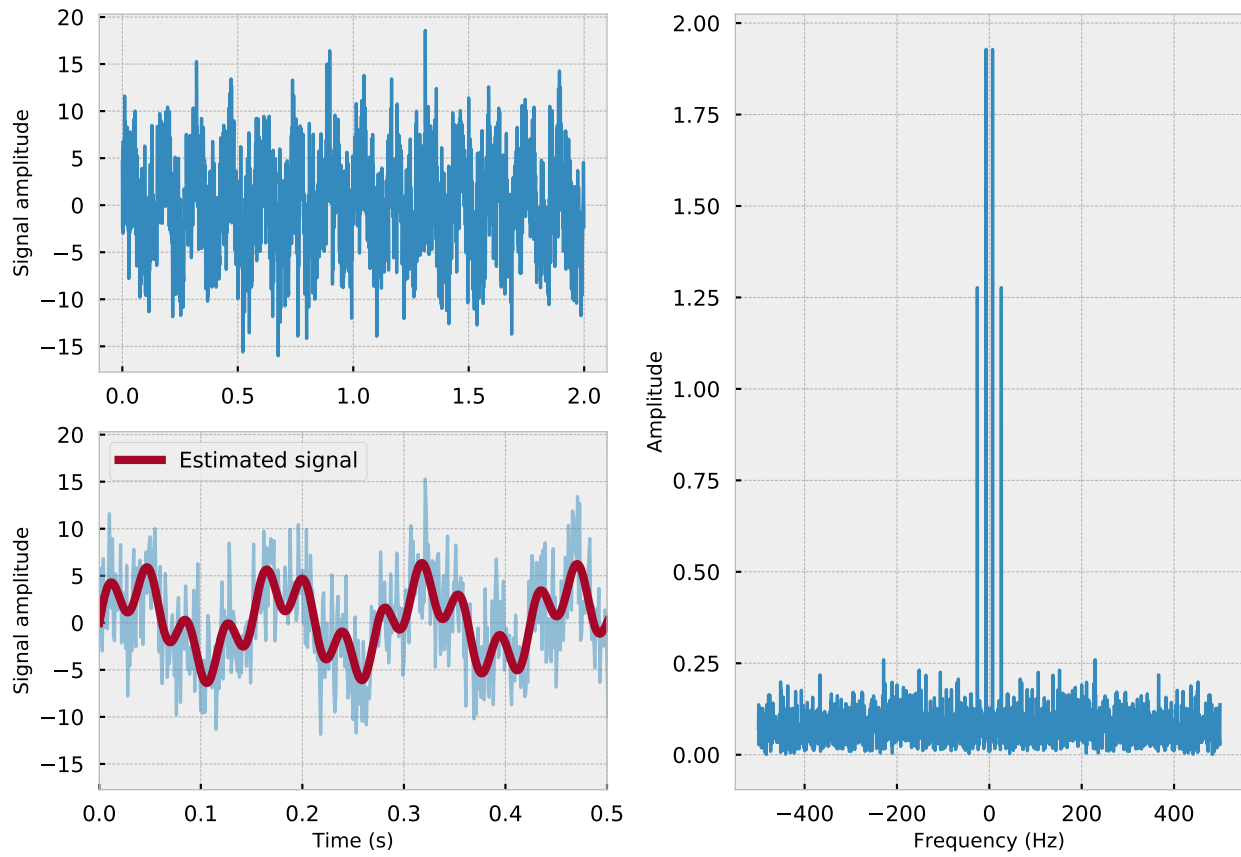 20
15
10
5
0
−5
−10
−15
Signal amplitude
0.0 0.5 1.0 1.5 2.0
20
15
10
5
0
−5
−10
−15
Signal amplitude
Estimated signal
0.0 0.1 0.2 0.3 0.4 0.5
Time (s)
2.00
1.75
1.50
1.25
1.00
0.75
0.50
0.25
0.00
Amplitude
−400 −200 0 200 400
Frequency (Hz)